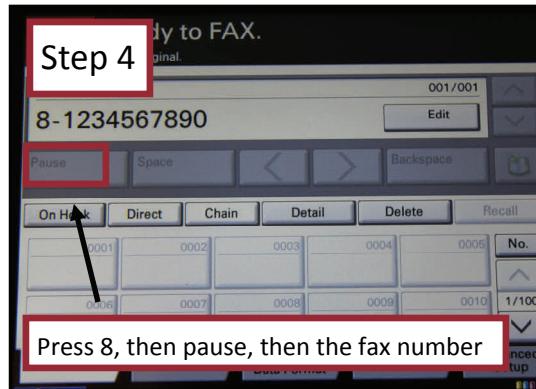 Step 4
dy to FAX.
ginal.
001/001
8-1234567890
Edit
Pause Space Backspace
On Hook Direct Chain Detail Delete Recall
0001 0002 0003 0004 0005 No.
0006 0007 0008 0009 0010 1/100
Press 8, then pause, then the fax number